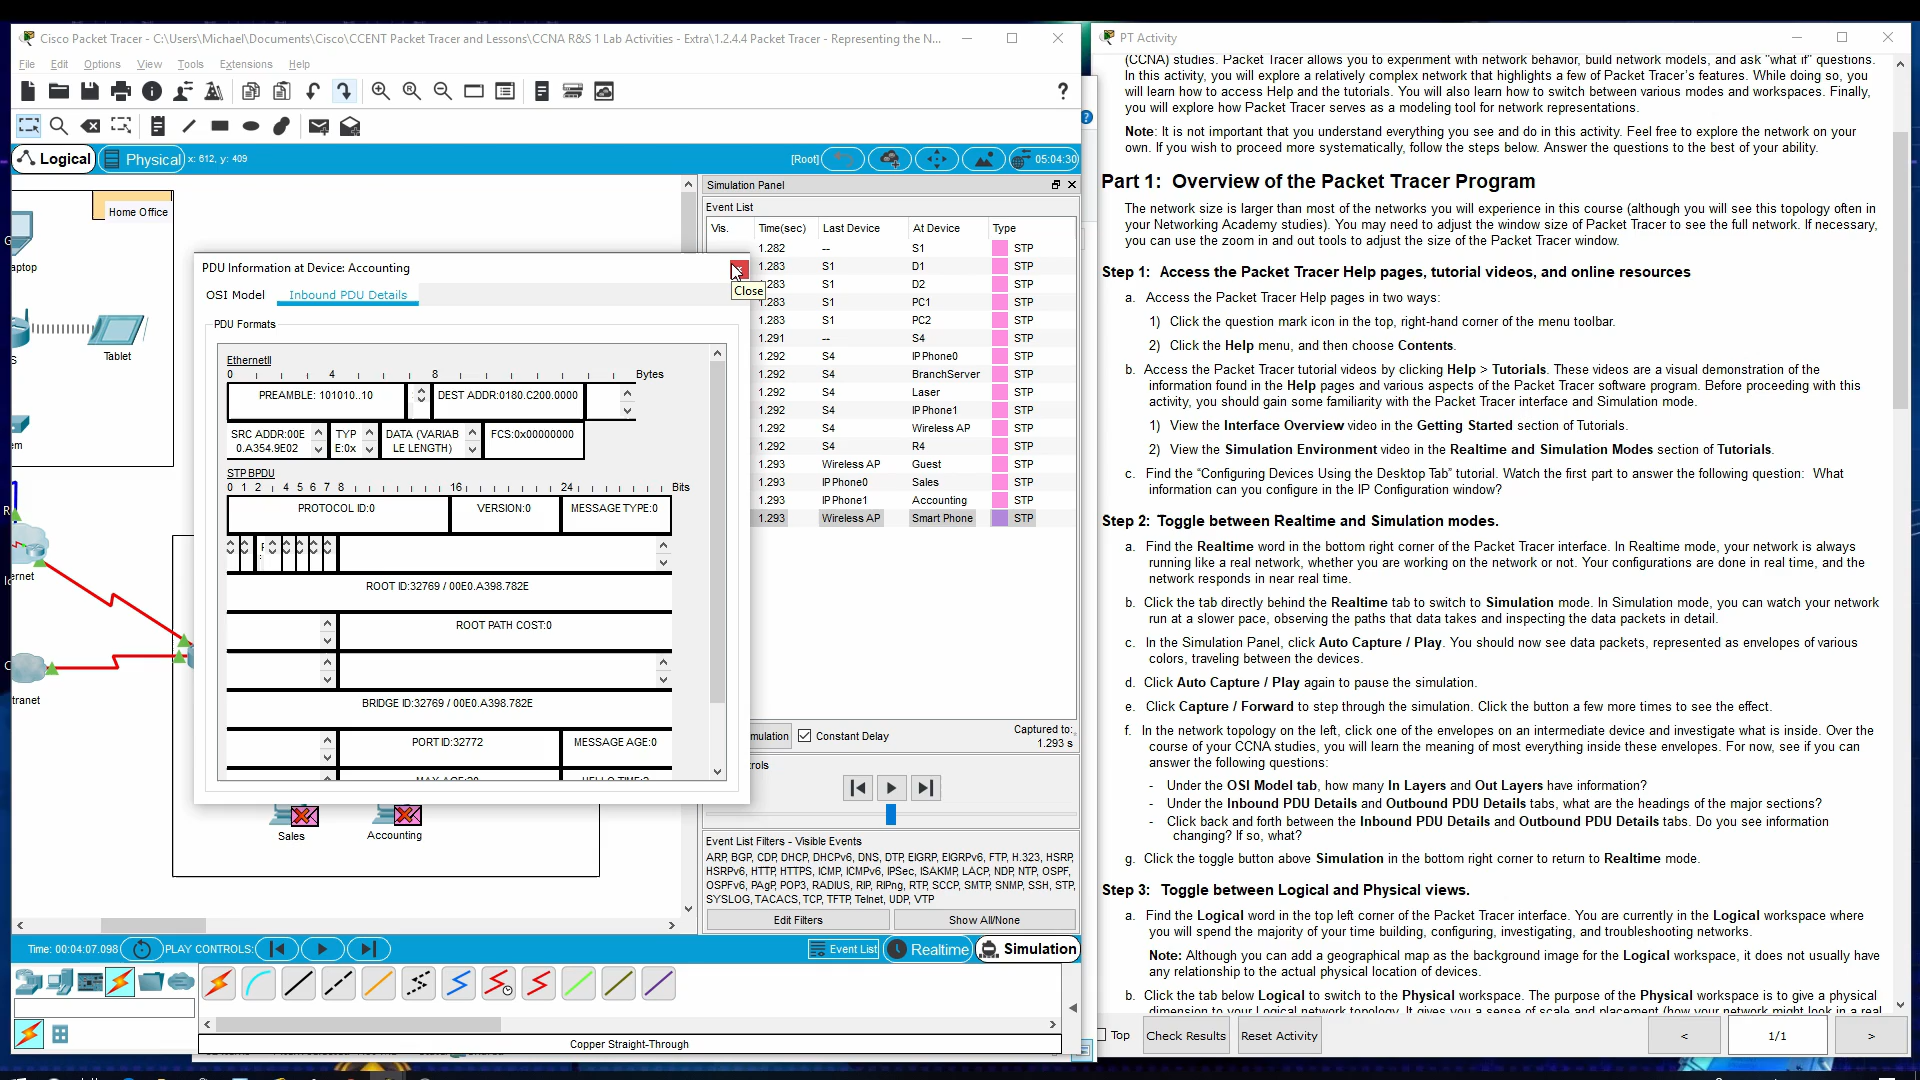 Cisco Packet Tracer - C:\Users\Michael\Documents\Cisco\CCENT Packet Tracer and Lessons\CCNA R&S 1 Lab Activities - Extra\1.2.4.4 Packet Tracer - Representing the N...
File Edit Options View Tools Extensions Help
Logical Physical x: 612, y: 409 [Root] 05:04:30
Home Office
aptop
Tablet
em
ernet
tranet
Sales
Accounting
PDU Information at Device: Accounting
Close
OSI Model Inbound PDU Details
PDU Formats
EthernetII
0 4 8 Bytes
PREAMBLE: 101010..10 DEST ADDR:0180.C200.0000
SRC ADDR:00E TYP DATA (VARIAB FCS:0x00000000
0.A354.9E02 E:0x LE LENGTH)
STP BPDU
0 1 2 4 5 6 7 8 16 24 Bits
PROTOCOL ID:0 VERSION:0 MESSAGE TYPE:0
ROOT ID:32769 / 00E0.A398.782E
ROOT PATH COST:0
BRIDGE ID:32769 / 00E0.A398.782E
PORT ID:32772 MESSAGE AGE:0
Simulation Panel
Event List
Vis. Time(sec) Last Device At Device Type
1.282 -- S1 STP
1.283 S1 D1 STP
.283 S1 D2 STP
1.283 S1 PC1 STP
1.283 S1 PC2 STP
1.291 -- S4 STP
1.292 S4 IP Phone0 STP
1.292 S4 BranchServer STP
1.292 S4 Laser STP
1.292 S4 IP Phone1 STP
1.292 S4 Wireless AP STP
1.292 S4 R4 STP
1.293 Wireless AP Guest STP
1.293 IP Phone0 Sales STP
1.293 IP Phone1 Accounting STP
1.293 Wireless AP Smart Phone STP
mulation Constant Delay Captured to:
1.293 s
rols
Event List Filters - Visible Events
ARP, BGP, CDP, DHCP, DHCPv6, DNS, DTP, EIGRP, EIGRPv6, FTP, H.323, HSRP,
HSRPv6, HTTP, HTTPS, ICMP, ICMPv6, IPSec, ISAKMP, LACP, NDP, NTP, OSPF,
OSPFv6, PAgP, POP3, RADIUS, RIP, RIPng, RTP, SCCP, SMTP, SNMP, SSH, STP,
SYSLOG, TACACS, TCP, TFTP, Telnet, UDP, VTP
Edit Filters Show All/None
Time: 00:04:07.098 PLAY CONTROLS: Event List Realtime Simulation
Copper Straight-Through
PT Activity
(CCNA) studies. Packet Tracer allows you to experiment with network behavior, build network models, and ask "what if" questions.
In this activity, you will explore a relatively complex network that highlights a few of Packet Tracer's features. While doing so, you
will learn how to access Help and the tutorials. You will also learn how to switch between various modes and workspaces. Finally,
you will explore how Packet Tracer serves as a modeling tool for network representations.
Note: It is not important that you understand everything you see and do in this activity. Feel free to explore the network on your
own. If you wish to proceed more systematically, follow the steps below. Answer the questions to the best of your ability.
Part 1: Overview of the Packet Tracer Program
The network size is larger than most of the networks you will experience in this course (although you will see this topology often in
your Networking Academy studies). You may need to adjust the window size of Packet Tracer to see the full network. If necessary,
you can use the zoom in and out tools to adjust the size of the Packet Tracer window.
Step 1: Access the Packet Tracer Help pages, tutorial videos, and online resources
a. Access the Packet Tracer Help pages in two ways:
1) Click the question mark icon in the top, right-hand corner of the menu toolbar.
2) Click the Help menu, and then choose Contents.
b. Access the Packet Tracer tutorial videos by clicking Help > Tutorials. These videos are a visual demonstration of the
information found in the Help pages and various aspects of the Packet Tracer software program. Before proceeding with this
activity, you should gain some familiarity with the Packet Tracer interface and Simulation mode.
1) View the Interface Overview video in the Getting Started section of Tutorials.
2) View the Simulation Environment video in the Realtime and Simulation Modes section of Tutorials.
c. Find the “Configuring Devices Using the Desktop Tab” tutorial. Watch the first part to answer the following question: What
information can you configure in the IP Configuration window?
Step 2: Toggle between Realtime and Simulation modes.
a. Find the Realtime word in the bottom right corner of the Packet Tracer interface. In Realtime mode, your network is always
running like a real network, whether you are working on the network or not. Your configurations are done in real time, and the
network responds in near real time.
b. Click the tab directly behind the Realtime tab to switch to Simulation mode. In Simulation mode, you can watch your network
run at a slower pace, observing the paths that data takes and inspecting the data packets in detail.
c. In the Simulation Panel, click Auto Capture / Play. You should now see data packets, represented as envelopes of various
colors, traveling between the devices.
d. Click Auto Capture / Play again to pause the simulation.
e. Click Capture / Forward to step through the simulation. Click the button a few more times to see the effect.
f. In the network topology on the left, click one of the envelopes on an intermediate device and investigate what is inside. Over the
course of your CCNA studies, you will learn the meaning of most everything inside these envelopes. For now, see if you can
answer the following questions:
- Under the OSI Model tab, how many In Layers and Out Layers have information?
- Under the Inbound PDU Details and Outbound PDU Details tabs, what are the headings of the major sections?
- Click back and forth between the Inbound PDU Details and Outbound PDU Details tabs. Do you see information
changing? If so, what?
g. Click the toggle button above Simulation in the bottom right corner to return to Realtime mode.
Step 3: Toggle between Logical and Physical views.
a. Find the Logical word in the top left corner of the Packet Tracer interface. You are currently in the Logical workspace where
you will spend the majority of your time building, configuring, investigating, and troubleshooting networks.
Note: Although you can add a geographical map as the background image for the Logical workspace, it does not usually have
any relationship to the actual physical location of devices.
b. Click the tab below Logical to switch to the Physical workspace. The purpose of the Physical workspace is to give a physical
dimension to your Logical network topology. It gives you a sense of scale and placement (how your network might look in a real
Top Check Results Reset Activity < 1/1 >